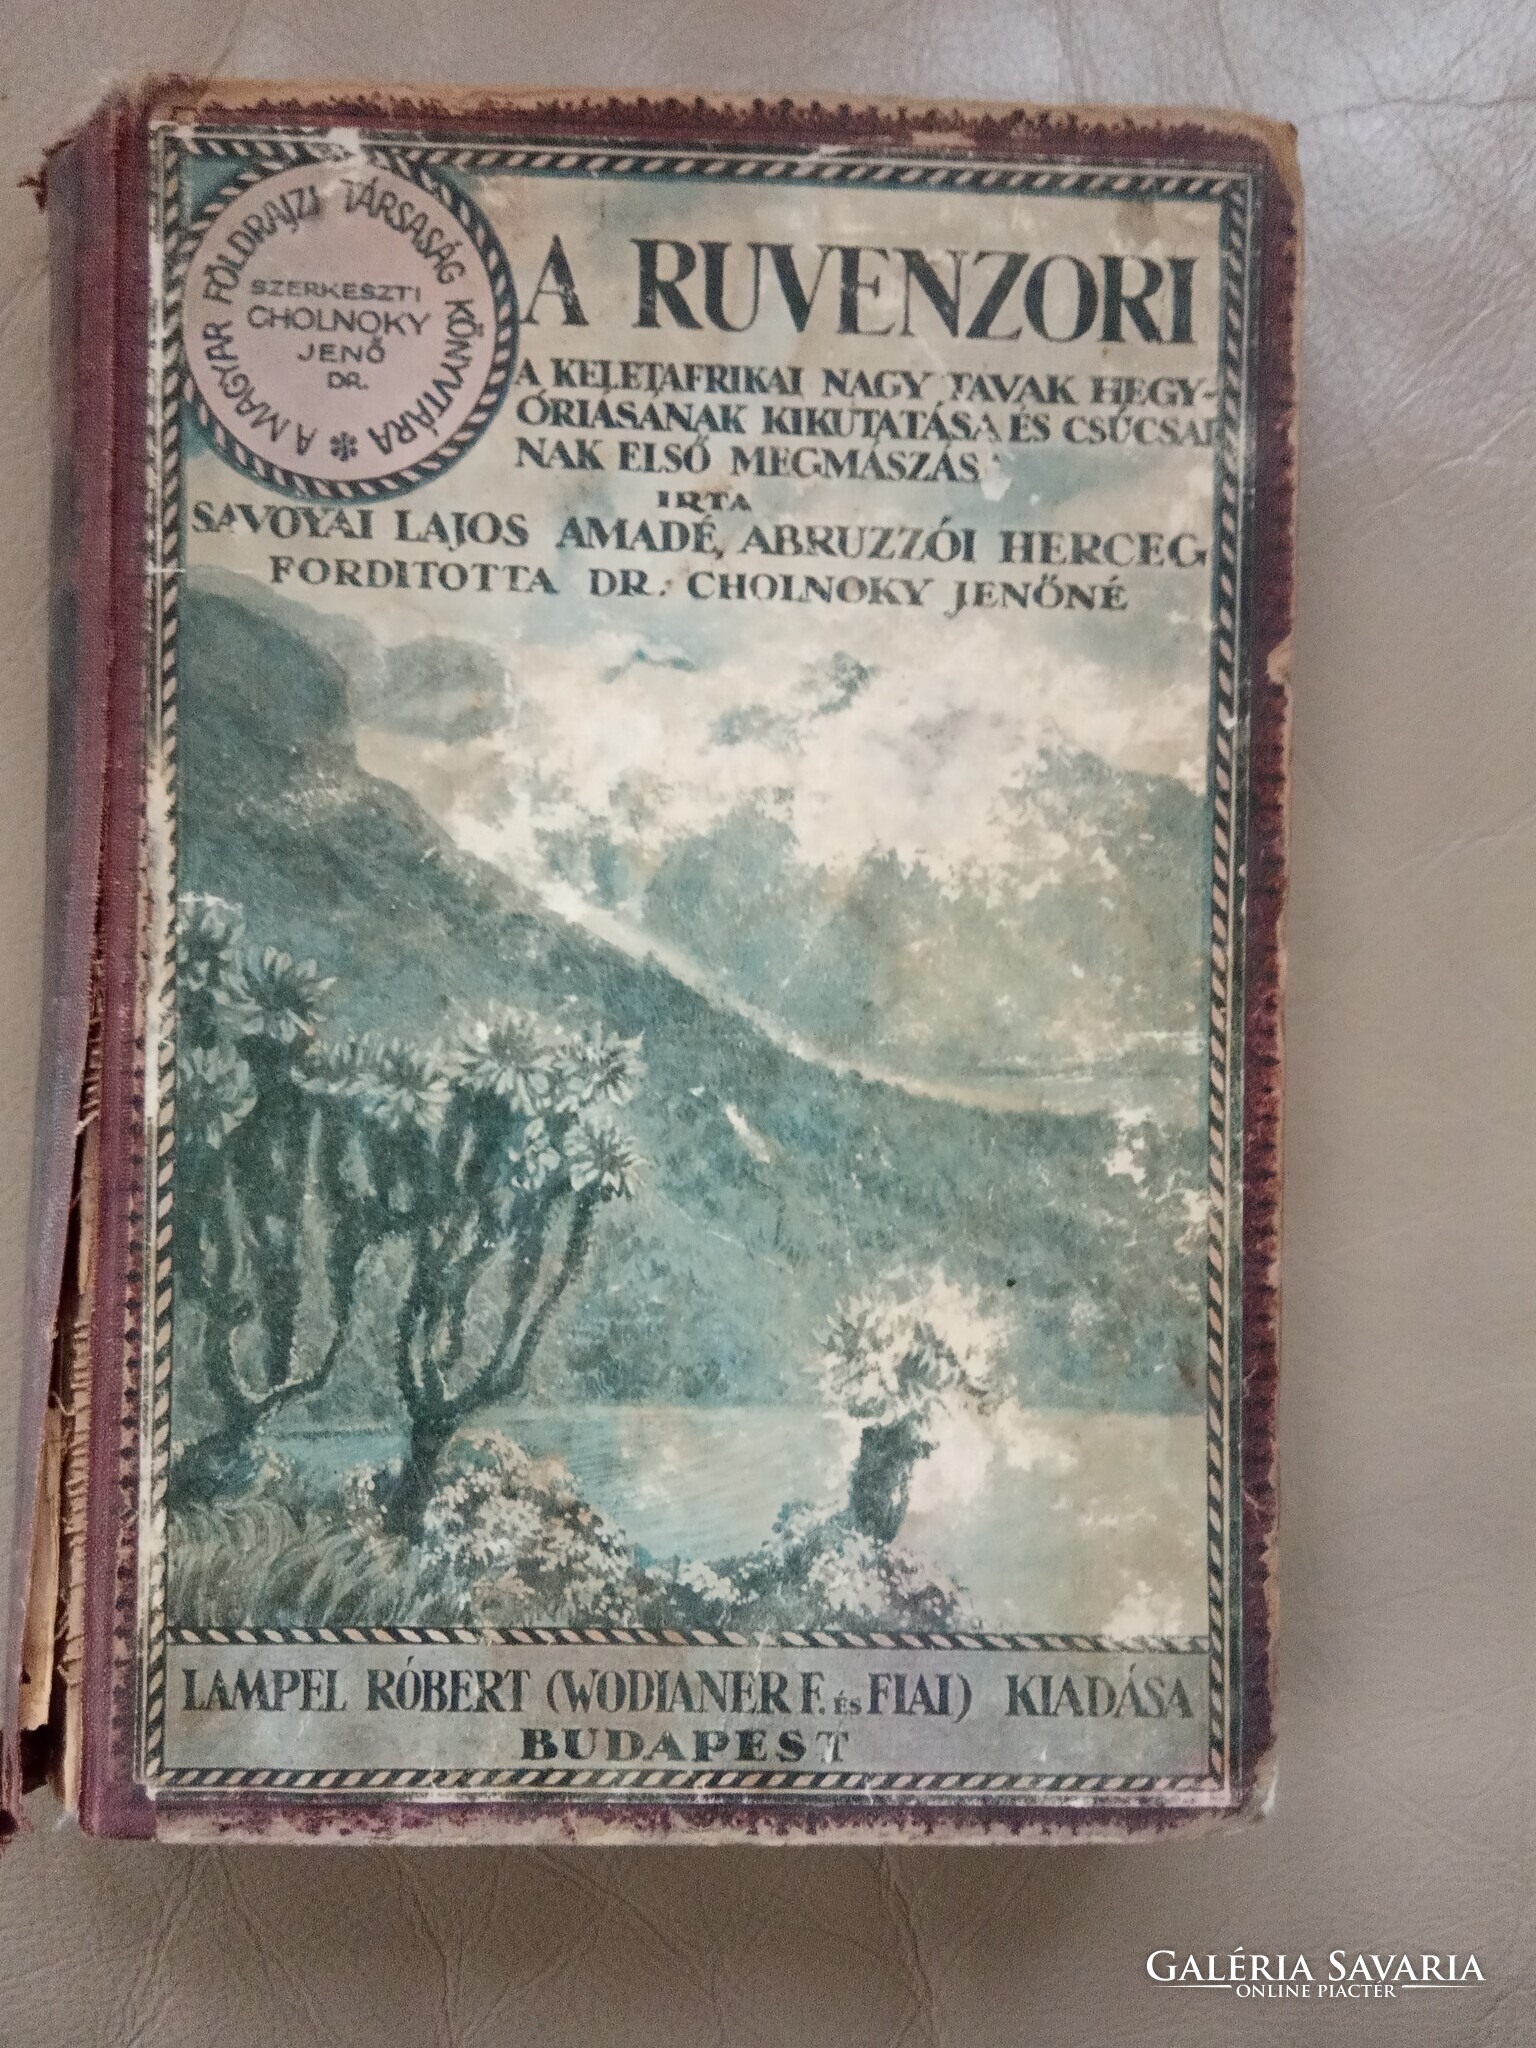 A MAGYAR FÖLDRAJZI TÁRSASÁG KÖNYVTÁRA
SZERKESZTI
CHOLNOKY
JENŐ
DR.
A RUVENZORI
A KELETAFRIKAI NAGY TAVAK HEGY-
ÓRIÁSÁNAK KIKUTATÁSA ÉS CSÚCSAI
NAK ELSŐ MEGMÁSZÁSA
IRTA
SAVOYAI LAJOS AMADÉ, ABRUZZÓI HERCEG
FORDITOTTA DR. CHOLNOKY JENŐNÉ
LAMPEL RÓBERT (WODIANER F. ÉS FIAI) KIADÁSA
BUDAPEST
GALÉRIA SAVARIA
ONLINE PIACTÉR